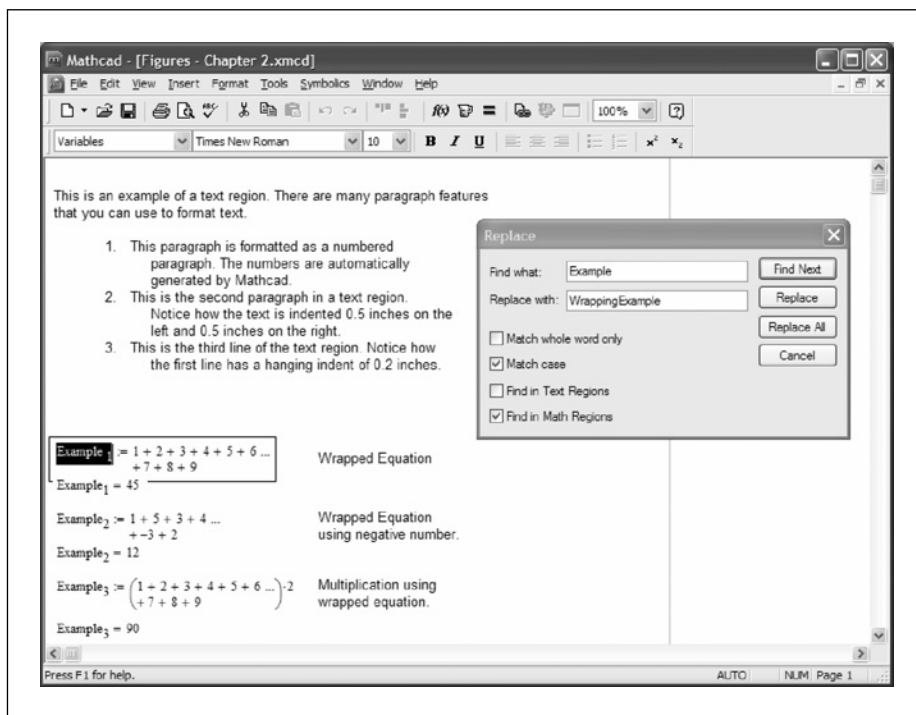 Mathcad - [Figures - Chapter 2.xmcd]
File Edit View Insert Format Tools Symbolics Window Help
100%
Variables Times New Roman 10 B I U x² x₂
This is an example of a text region. There are many paragraph features
that you can use to format text.
1. This paragraph is formatted as a numbered
paragraph. The numbers are automatically
generated by Mathcad.
2. This is the second paragraph in a text region.
Notice how the text is indented 0.5 inches on the
left and 0.5 inches on the right.
3. This is the third line of the text region. Notice how
the first line has a hanging indent of 0.2 inches.
Replace
Find what: Example Find Next
Replace with: WrappingExample Replace
Replace All
Match whole word only
Cancel
Match case
Find in Text Regions
Find in Math Regions
Example₁ := 1 + 2 + 3 + 4 + 5 + 6 ... Wrapped Equation
+ 7 + 8 + 9
Example₁ = 45
Example₂ := 1 + 5 + 3 + 4 ... Wrapped Equation
+ -3 + 2 using negative number.
Example₂ = 12
Example₃ := (1 + 2 + 3 + 4 + 5 + 6 ...)·2 Multiplication using
+ 7 + 8 + 9 wrapped equation.
Example₃ = 90
Press F1 for help. AUTO NUM Page 1